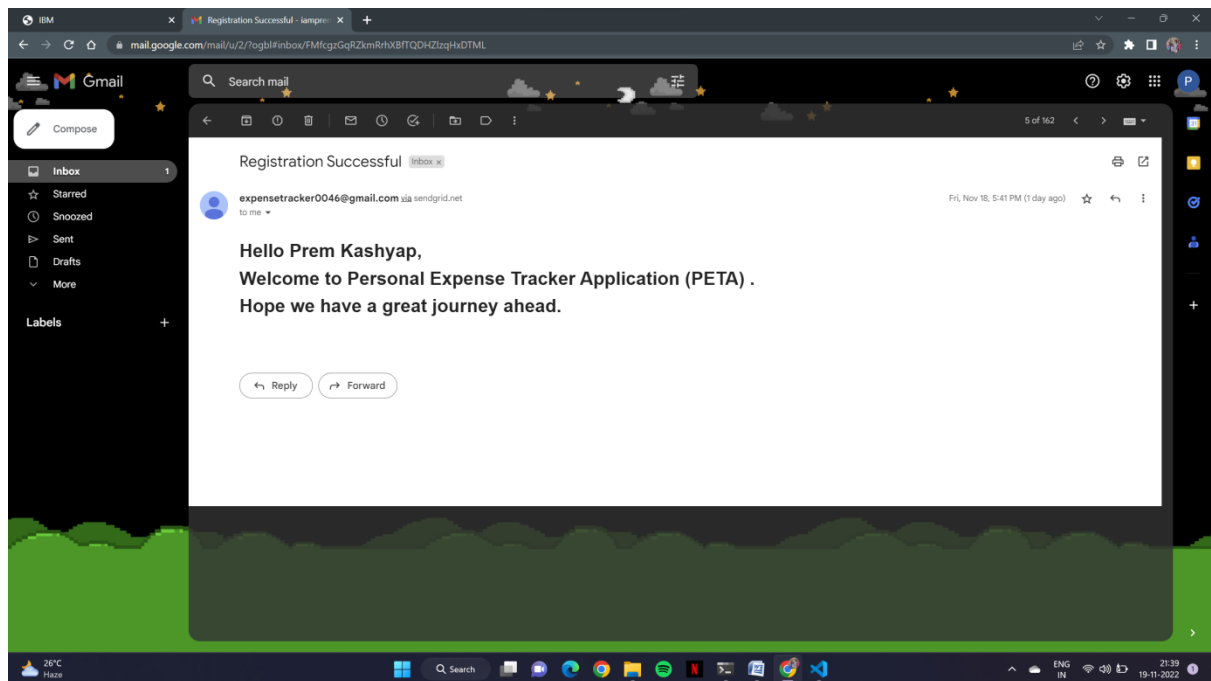 IBM
Registration Successful - iampre
mail.google.com/mail/u/2/?ogbl#inbox/FMfcgzGqRZkmRrhXBfTQDHZlzqHxDTML
Gmail
Search mail
P
Compose
5 of 162
Inbox 1
Starred
Snoozed
Sent
Drafts
More
Labels
Registration Successful Inbox x
expensetracker0046@gmail.com via sendgrid.net
Fri, Nov 18, 5:41 PM (1 day ago)
to me
Hello Prem Kashyap,
Welcome to Personal Expense Tracker Application (PETA) .
Hope we have a great journey ahead.
Reply
Forward
26°C
Haze
Search
ENG
IN
21:39
19-11-2022
1